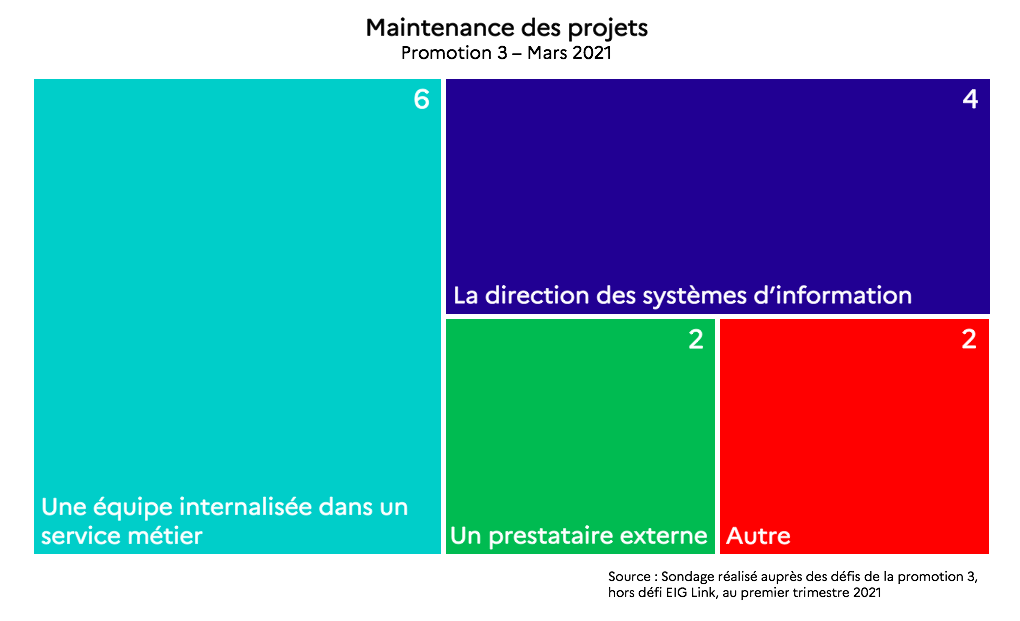 Maintenance des projets
Promotion 3 – Mars 2021
6
Une équipe internalisée dans un
service métier
4
La direction des systèmes d’information
2
Un prestataire externe
2
Autre
Source : Sondage réalisé auprès des défis de la promotion 3,
hors défi EIG Link, au premier trimestre 2021